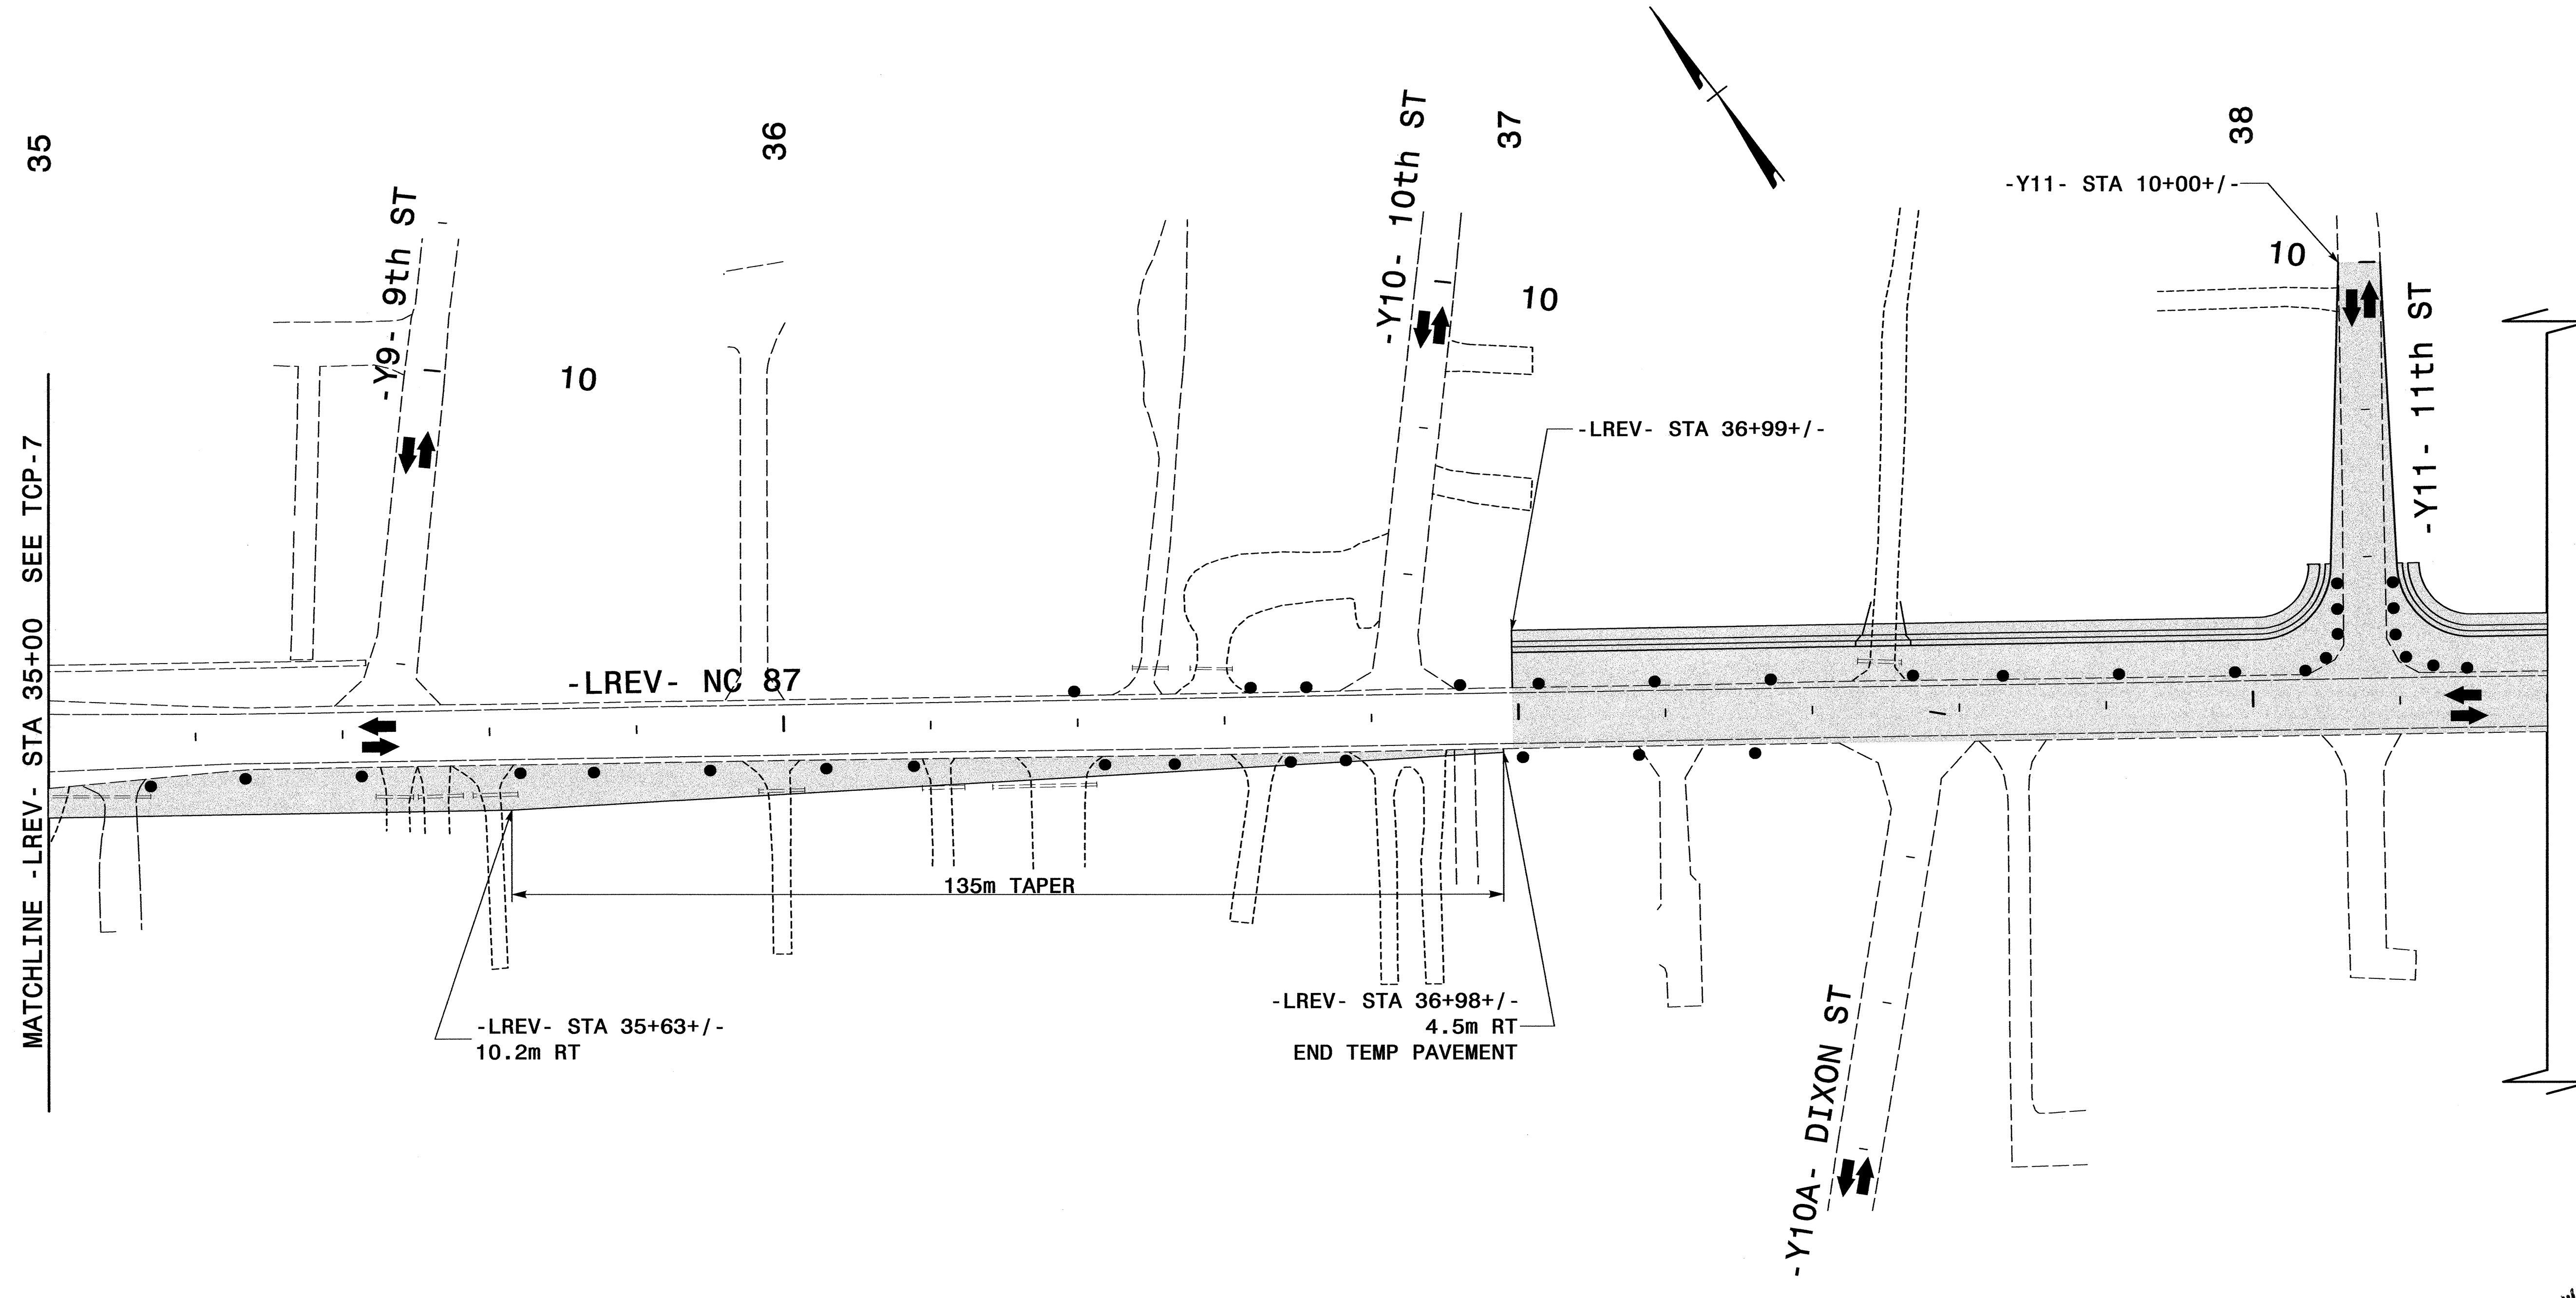 35
36
37
38
-Y9- 9th ST
10
-Y10- 10th ST
10
-Y11- STA 10+00+/-
10
-Y11- 11th ST
-LREV- STA 36+99+/-
MATCHLINE -LREV- STA 35+00 SEE TCP-7
-LREV- NC 87
135m TAPER
-LREV- STA 35+63+/-
10.2m RT
-LREV- STA 36+98+/-
4.5m RT
END TEMP PAVEMENT
-Y10A- DIXON ST